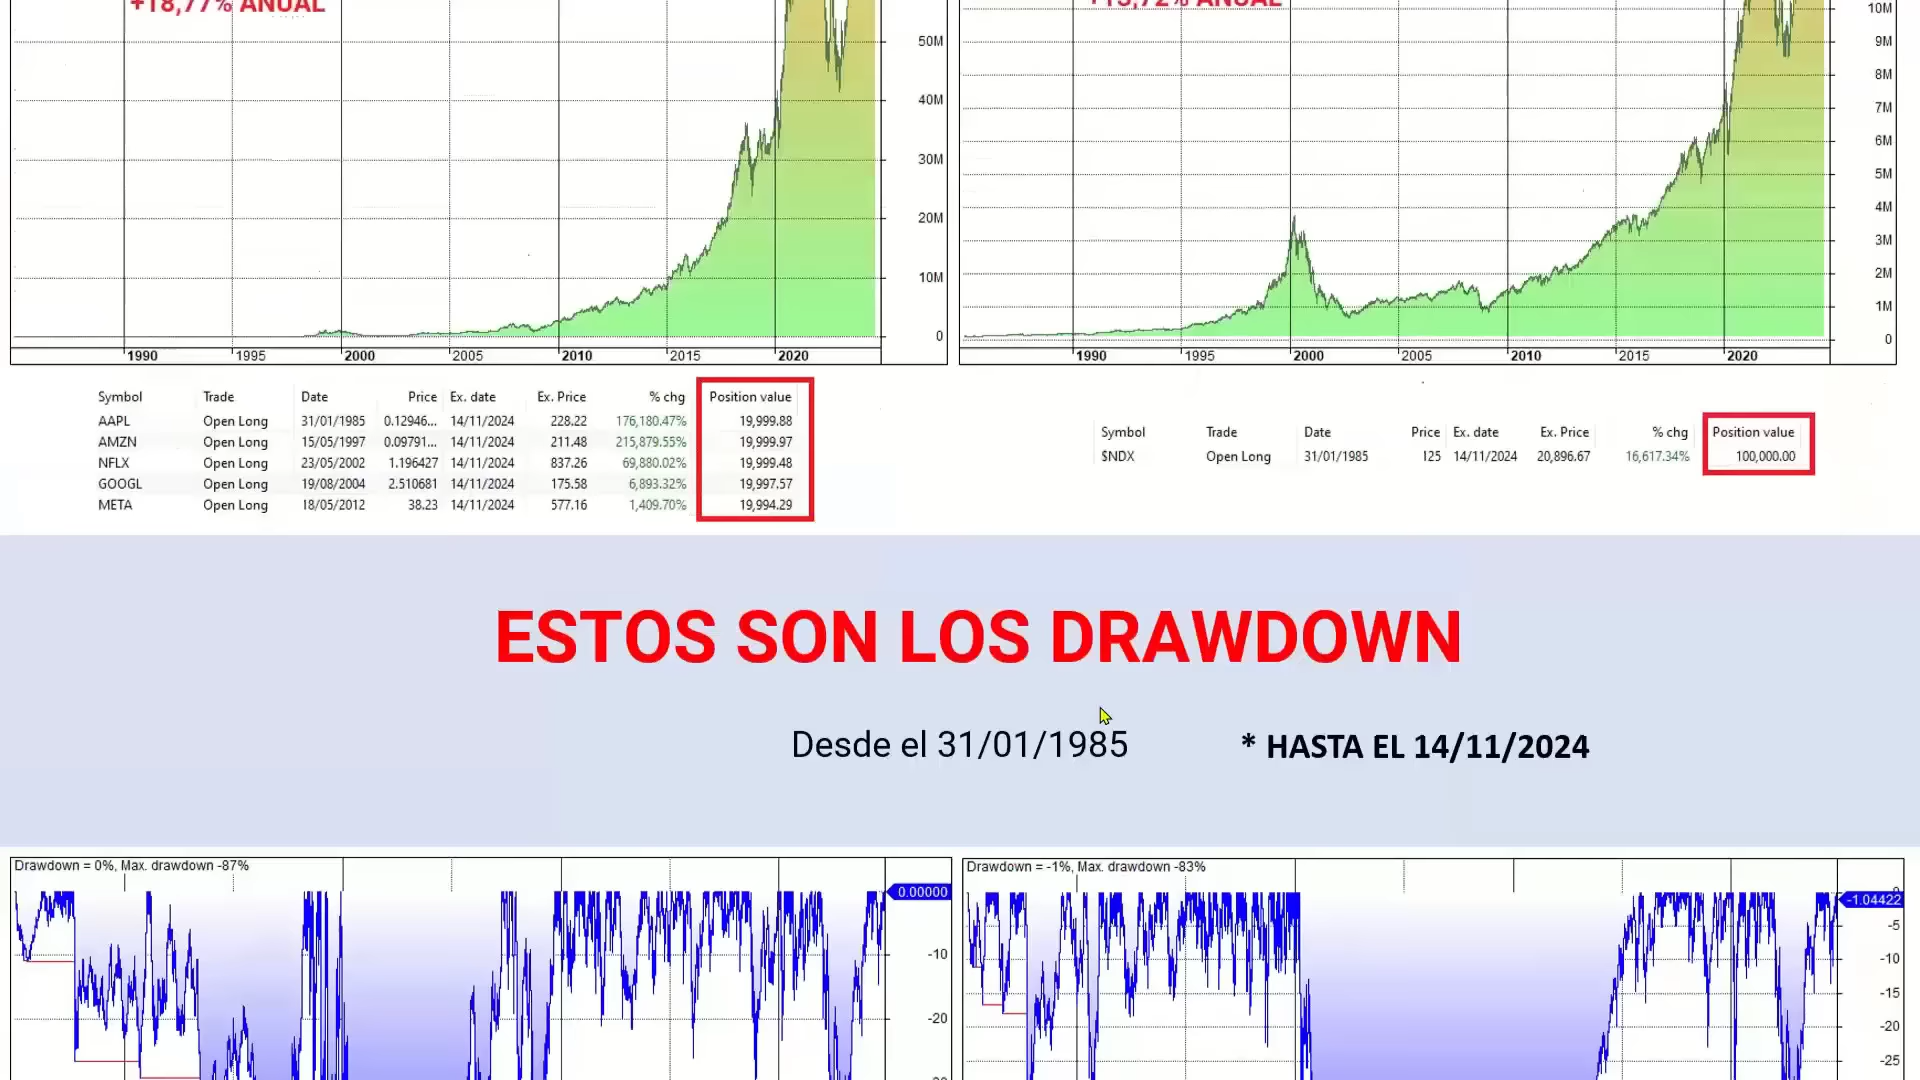 +18,77% ANUAL
50M
40M
30M
20M
10M
0
1990 1995 2000 2005 2010 2015 2020
+15,72% ANUAL
10M
9M
8M
7M
6M
5M
4M
3M
2M
1M
0
1990 1995 2000 2005 2010 2015 2020
Symbol Trade Date Price Ex. date Ex. Price % chg Position value
AAPL Open Long 31/01/1985 0.12946... 14/11/2024 228.22 176,180.47% 19,999.88
AMZN Open Long 15/05/1997 0.09791... 14/11/2024 211.48 215,879.55% 19,999.97
NFLX Open Long 23/05/2002 1.196427 14/11/2024 837.26 69,880.02% 19,999.48
GOOGL Open Long 19/08/2004 2.510681 14/11/2024 175.58 6,893.32% 19,997.57
META Open Long 18/05/2012 38.23 14/11/2024 577.16 1,409.70% 19,994.29
Symbol Trade Date Price Ex. date Ex. Price % chg Position value
$NDX Open Long 31/01/1985 125 14/11/2024 20,896.67 16,617.34% 100,000.00
ESTOS SON LOS DRAWDOWN
Desde el 31/01/1985
* HASTA EL 14/11/2024
Drawdown = 0%, Max. drawdown -87%
0.00000
-10
-20
Drawdown = -1%, Max. drawdown -83%
-1.04422
-5
-10
-15
-20
-25